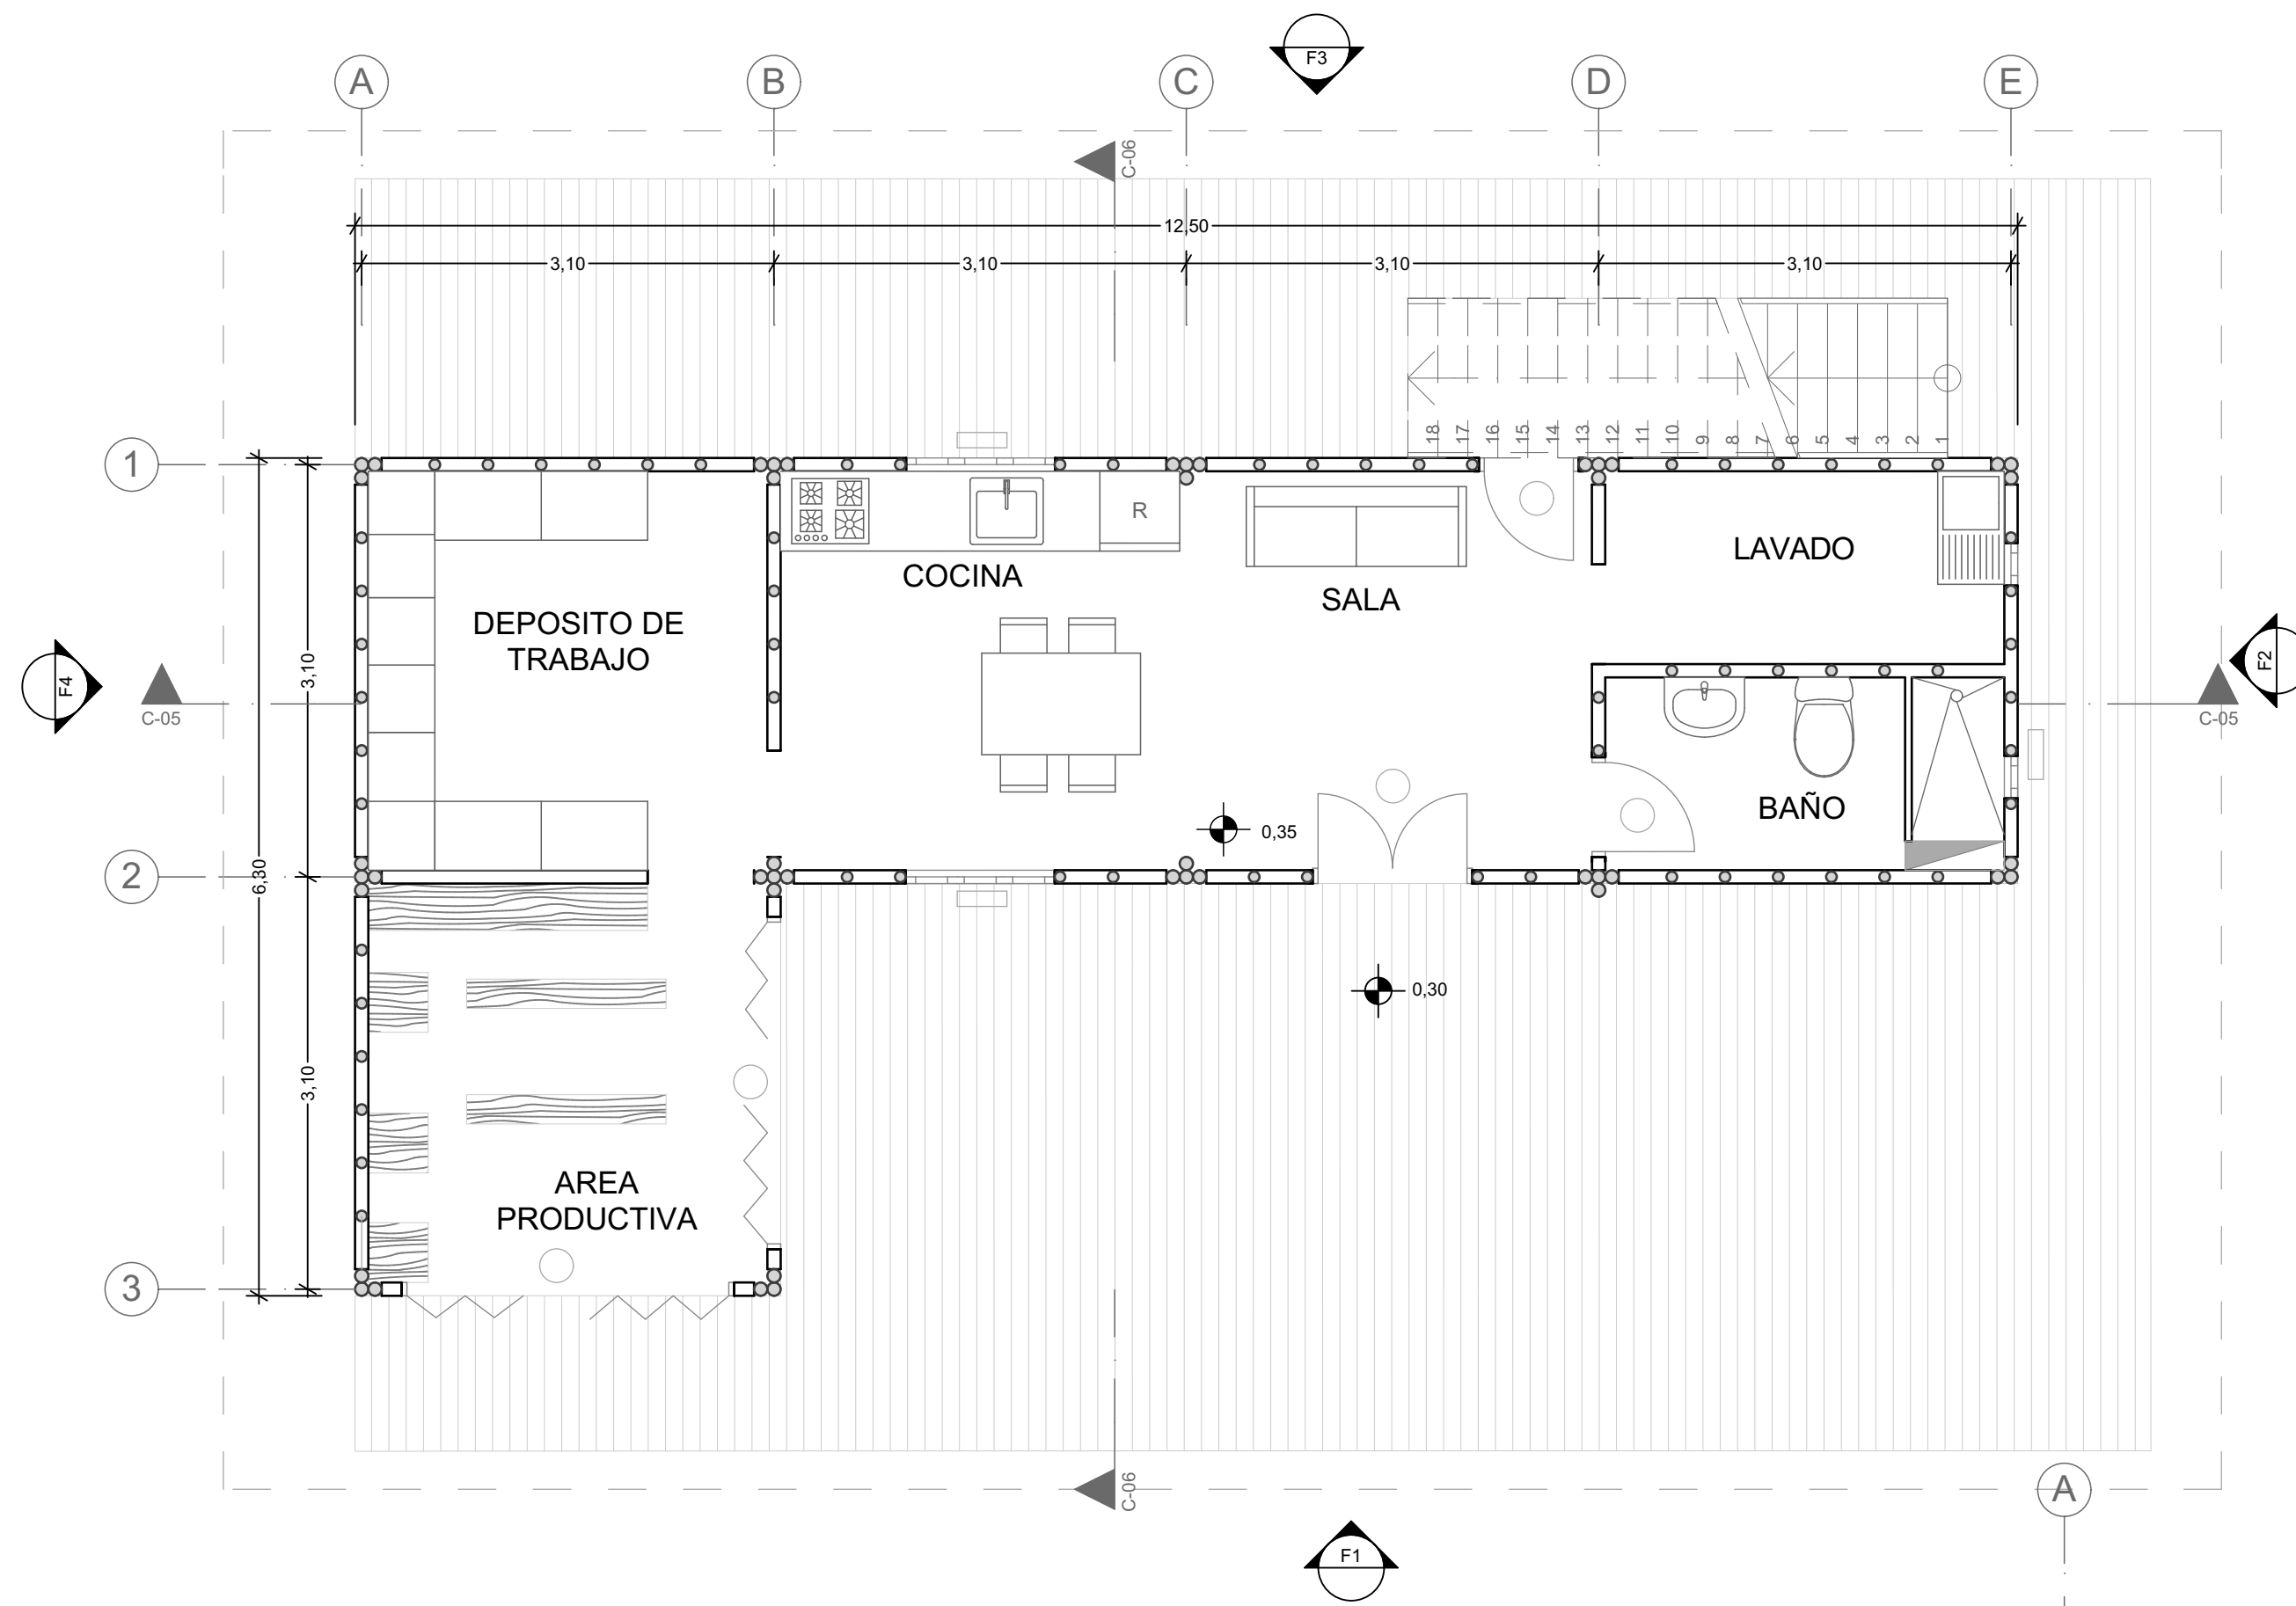 F3
A
B
C
D
E
C-06
12,50
3,10
3,10
3,10
3,10
18
17
16
15
14
13
12
11
10
9
8
7
6
5
4
3
2
1
1
R
COCINA
SALA
LAVADO
DEPOSITO DE
TRABAJO
3,10
F4
C-05
F2
C-05
BAÑO
0,35
2
6,30
0,30
3,10
AREA
PRODUCTIVA
3
C-06
A
F1